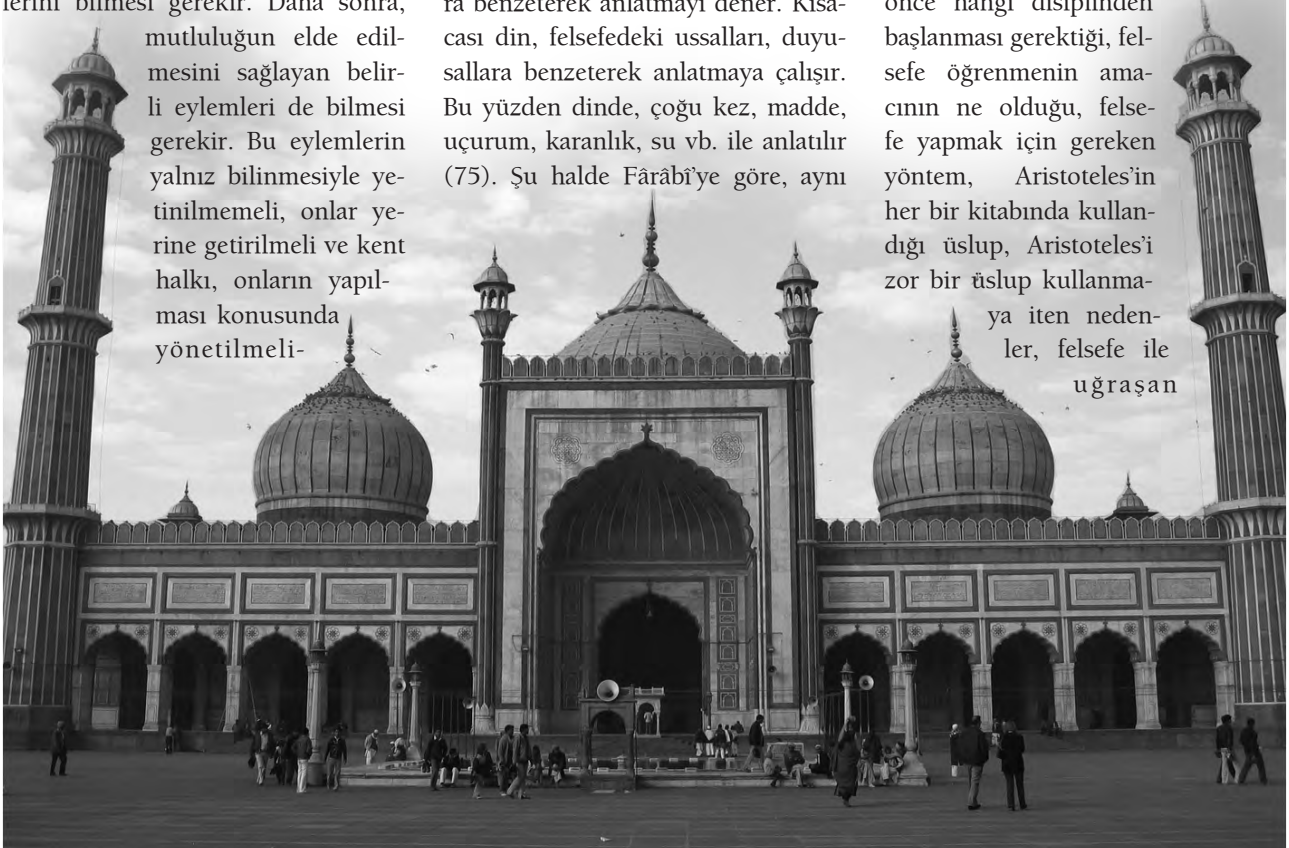 lerini bilmesi gerekir. Daha sonra,
mutluluğun elde edil-
mesini sağlayan belir-
li eylemleri de bilmesi
gerekir. Bu eylemlerin
yalnız bilinmesiyle ye-
tinilmemeli, onlar ye-
rine getirilmeli ve kent
halkı, onların yapıl-
ması konusunda
yönetilmeli-
ra benzeterek anlatmayı dener. Kısa-
cası din, felsefedeki ussalları, duyu-
sallara benzeterek anlatmaya çalışır.
Bu yüzden dinde, çoğu kez, madde,
uçurum, karanlık, su vb. ile anlatılır
(75). Şu halde Fârâbî’ye göre, aynı
önce hangi disiplinden
başlanması gerektiği, fel-
sefe öğrenmenin ama-
cının ne olduğu, felse-
fe yapmak için gereken
yöntem, Aristoteles’in
her bir kitabında kullan-
dığı üslup, Aristoteles’i
zor bir üslup kullanma-
ya iten neden-
ler, felsefe ile
uğraşan